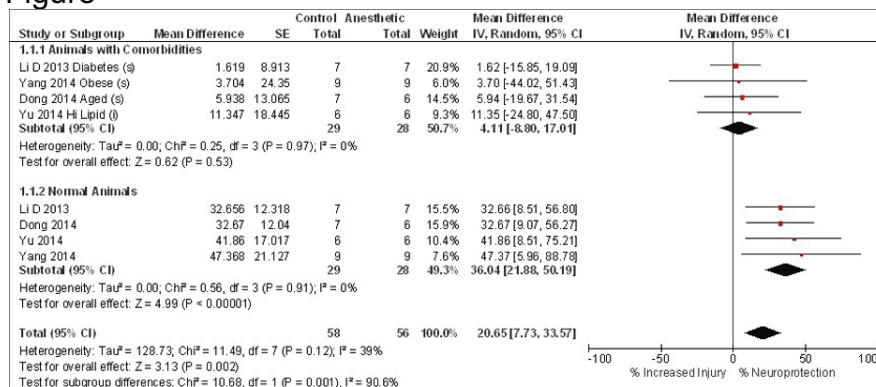 Figure
Control Anesthetic Mean Difference Mean Difference
Study or Subgroup Mean Difference SE Total Total Weight IV, Random, 95% CI IV, Random, 95% CI
1.1.1 Animals with Comorbidities
Li D 2013 Diabetes (s) 1.619 8.913 7 7 20.9% 1.62 [-15.85, 19.09]
Yang 2014 Obese (s) 3.704 24.35 9 9 6.0% 3.70 [-44.02, 51.43]
Dong 2014 Aged (s) 5.938 13.065 7 6 14.5% 5.94 [-19.67, 31.54]
Yu 2014 Hi Lipid (i) 11.347 18.445 6 6 9.3% 11.35 [-24.80, 47.50]
Subtotal (95% CI) 29 28 50.7% 4.11 [-8.80, 17.01]
Heterogeneity: Tau² = 0.00; Chi² = 0.25, df = 3 (P = 0.97); I² = 0%
Test for overall effect: Z = 0.62 (P = 0.53)
1.1.2 Normal Animals
Li D 2013 32.656 12.318 7 7 15.5% 32.66 [8.51, 56.80]
Dong 2014 32.67 12.04 7 6 16.2% 32.67 [9.07, 56.27]
Yu 2014 41.86 17.017 6 6 10.4% 41.86 [8.51, 75.21]
Yang 2014 47.368 21.127 9 9 7.6% 47.37 [5.96, 88.78]
Subtotal (95% CI) 29 28 49.3% 36.04 [21.88, 50.19]
Heterogeneity: Tau² = 0.00; Chi² = 0.56, df = 3 (P = 0.91); I² = 0%
Test for overall effect: Z = 4.99 (P < 0.00001)
Total (95% CI) 58 56 100.0% 20.65 [7.73, 33.57]
Heterogeneity: Tau² = 128.73; Chi² = 11.49, df = 7 (P = 0.12); I² = 39%
Test for overall effect: Z = 3.13 (P = 0.002)
Test for subgroup differences: Chi² = 10.68, df = 1 (P = 0.001), I² = 90.6%
-100 -50 0 50 100
% Increased Injury % Neuroprotection